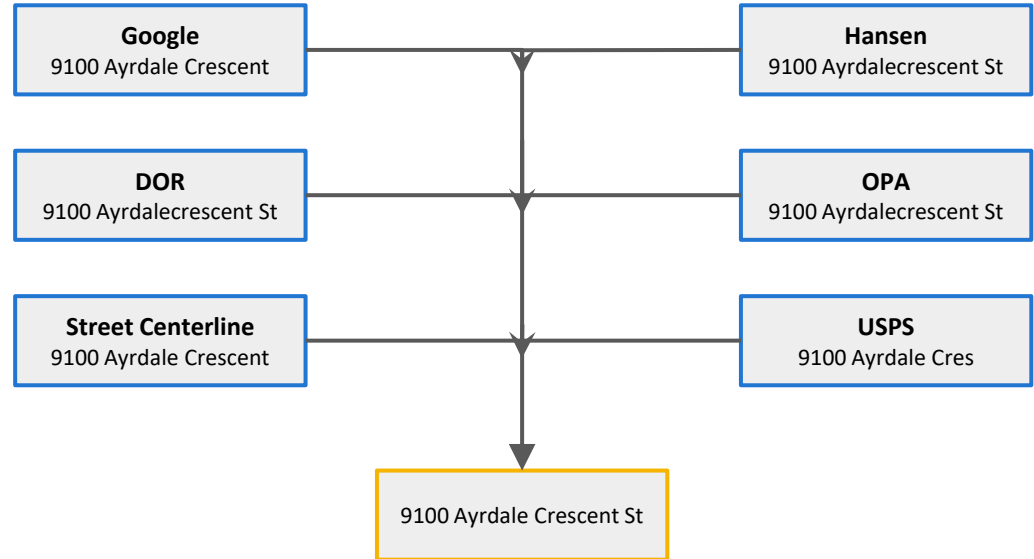 Google
9100 Ayrdale Crescent
Hansen
9100 Ayrdalecrescent St
DOR
9100 Ayrdalecrescent St
OPA
9100 Ayrdalecrescent St
Street Centerline
9100 Ayrdale Crescent
USPS
9100 Ayrdale Cres
9100 Ayrdale Crescent St